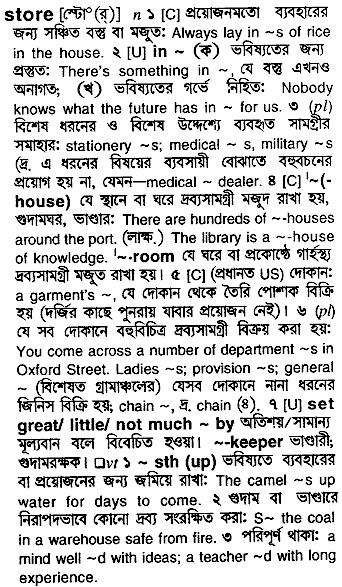 store [স্টোo(র্)] n ১ [C] প্রয়োজনমতো ব্যবহারের
জন্য সঞ্চিত বস্তু বা মজুত: Always lay in ~s of rice
in the house. ২ [U] in ~ (ক) ভবিষ্যতের জন্য
প্রস্তুত: There's something in ~, যে বস্তু এখনও
অনাগত; (খ) ভবিষ্যতের গর্ভে নিহিত: Nobody
knows what the future has in ~ for us. ৩ (pl)
বিশেষ ধরনের ও বিশেষ উদ্দেশ্যে ব্যবহৃত সামগ্রীর
সমাহার: stationery ~s; medical ~ s, military ~s
(দ্র. এ ধরনের বিষয়ের ব্যবসায়ী বোঝাতে বহুবচনের
প্রয়োগ হয় না, যেমন—medical ~ dealer. ৪ [C] '~(-
house) যে স্থানে বা ঘরে দ্রব্যসামগ্রী মজুদ রাখা হয়,
গুদামঘর, ভাণ্ডার: There are hundreds of ~-houses
around the port. (লাক্ষ.) The library is a ~-house
of knowledge. '~-room যে ঘরে বা প্রকোষ্ঠে গার্হস্থ্য
দ্রব্যসামগ্রী মজুত রাখা হয়। ৫ [C] (প্রধানত US) দোকান:
a garment's ~, যে দোকান থেকে তৈরি পোশাক বিক্রি
হয় (দর্জির কাছে পুনরায় যাবার প্রয়োজন নেই)। ৬ (pl)
যে সব দোকানে বহুবিচিত্র দ্রব্যসামগ্রী বিক্রয় করা হয়:
You come across a number of department ~s in
Oxford Street. Ladies ~s; provision ~s; general
~ (বিশেষত গ্রামাঞ্চলের) যেসব দোকানে নানা ধরনের
জিনিস বিক্রি হয়; chain ~, দ্র. chain (৪). ৭ [U] set
great/ little/ not much ~ by অতিশয়/সামান্য
মূল্যবান বলে বিবেচিত হওয়া। ~-keeper ভাণ্ডারী;
গুদামরক্ষক। □vt ১ ~ sth (up) ভবিষ্যতে ব্যবহারের
বা প্রয়োজনের জন্য জমিয়ে রাখা: The camel ~s up
water for days to come. ২ গুদাম বা ভাণ্ডারে
নিরাপদভাবে কোনো দ্রব্য সংরক্ষিত করা: S~ the coal
in a warehouse safe from fire. ৩ পরিপূর্ণ থাকা: a
mind well ~d with ideas; a teacher ~d with long
experience.